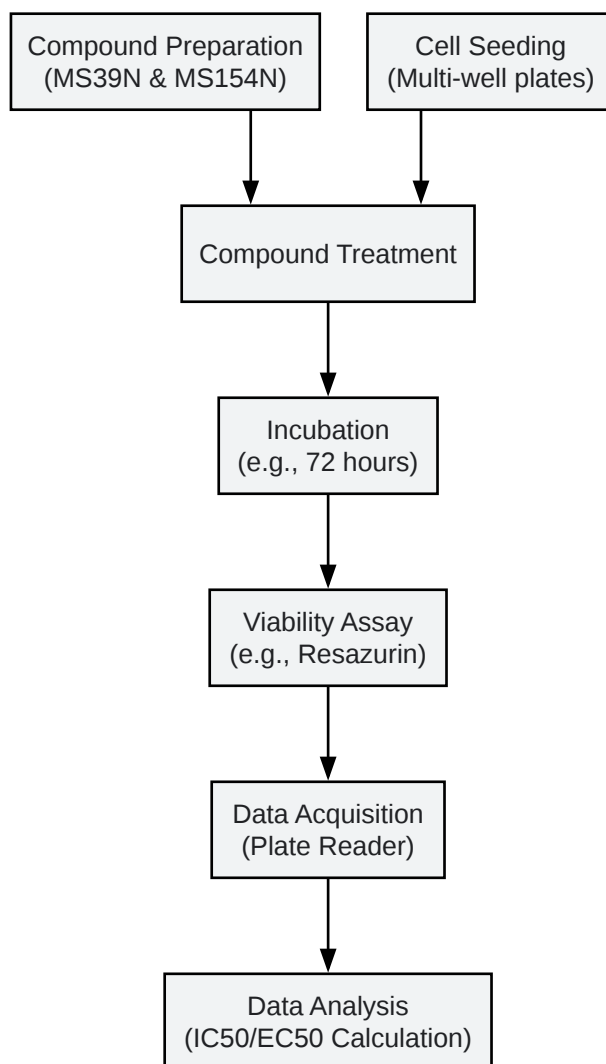 Compound Preparation
(MS39N & MS154N)
Cell Seeding
(Multi-well plates)
Compound Treatment
Incubation
(e.g., 72 hours)
Viability Assay
(e.g., Resazurin)
Data Acquisition
(Plate Reader)
Data Analysis
(IC50/EC50 Calculation)